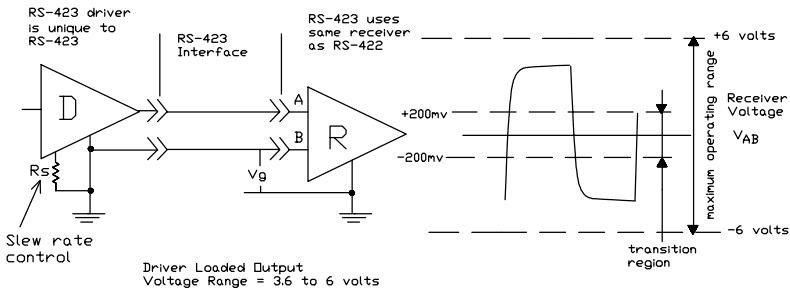 RS-423 driver
is unique to
RS-423
RS-423
Interface
RS-423 uses
same receiver
as RS-422
D
A
B
R
Rs
Vg
Slew rate
control
Driver Loaded Output
Voltage Range = 3.6 to 6 volts
+6 volts
+200mv
-200mv
-6 volts
maximum operating range
Receiver
Voltage
VAB
transition
region